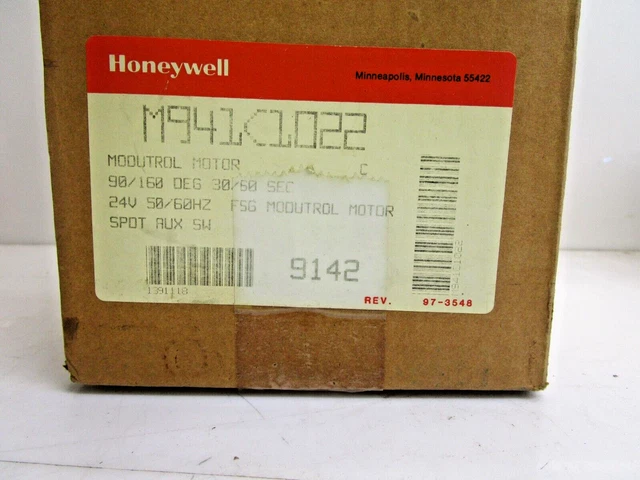 Honeywell
Minneapolis, Minnesota 55422
M941C1022
MODUTROL MOTOR C
90/160 DEG 30/60 SEC
24V 50/60HZ FSG MODUTROL MOTOR
SPDT AUX SW
9142
REV. 97-3548